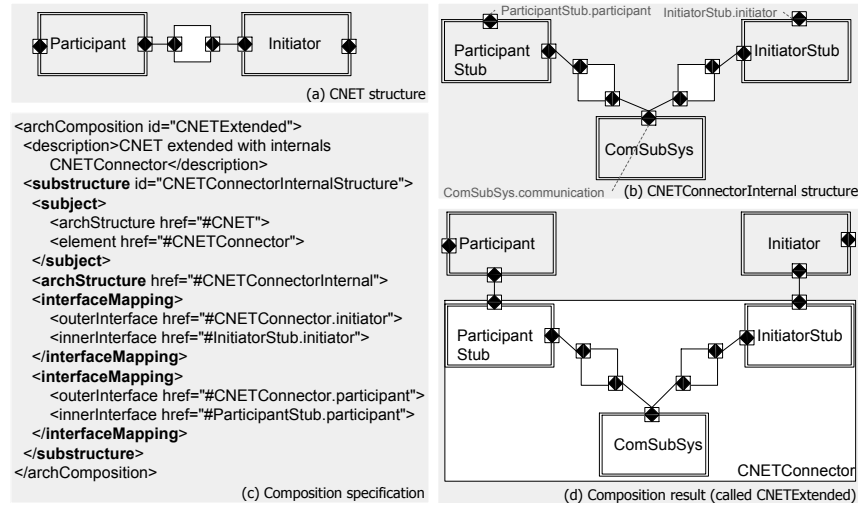 Participant
Initiator
(a) CNET structure
ParticipantStub.participant
InitiatorStub.initiator
Participant
Stub
InitiatorStub
ComSubSys
ComSubSys.communication
(b) CNETConnectorInternal structure
<archComposition id="CNETExtended">
<description>CNET extended with internals
CNETConnector</description>
<substructure id="CNETConnectorInternalStructure">
<subject>
<archStructure href="#CNET">
<element href="#CNETConnector">
</subject>
<archStructure href="#CNETConnectorInternal">
<interfaceMapping>
<outerInterface href="#CNETConnector.initiator">
<innerInterface href="#InitiatorStub.initiator">
</interfaceMapping>
<interfaceMapping>
<outerInterface href="#CNETConnector.participant">
<innerInterface href="#ParticipantStub.participant">
</interfaceMapping>
</substructure>
</archComposition>
(c) Composition specification
Participant
Initiator
Participant
Stub
InitiatorStub
ComSubSys
CNETConnector
(d) Composition result (called CNETExtended)